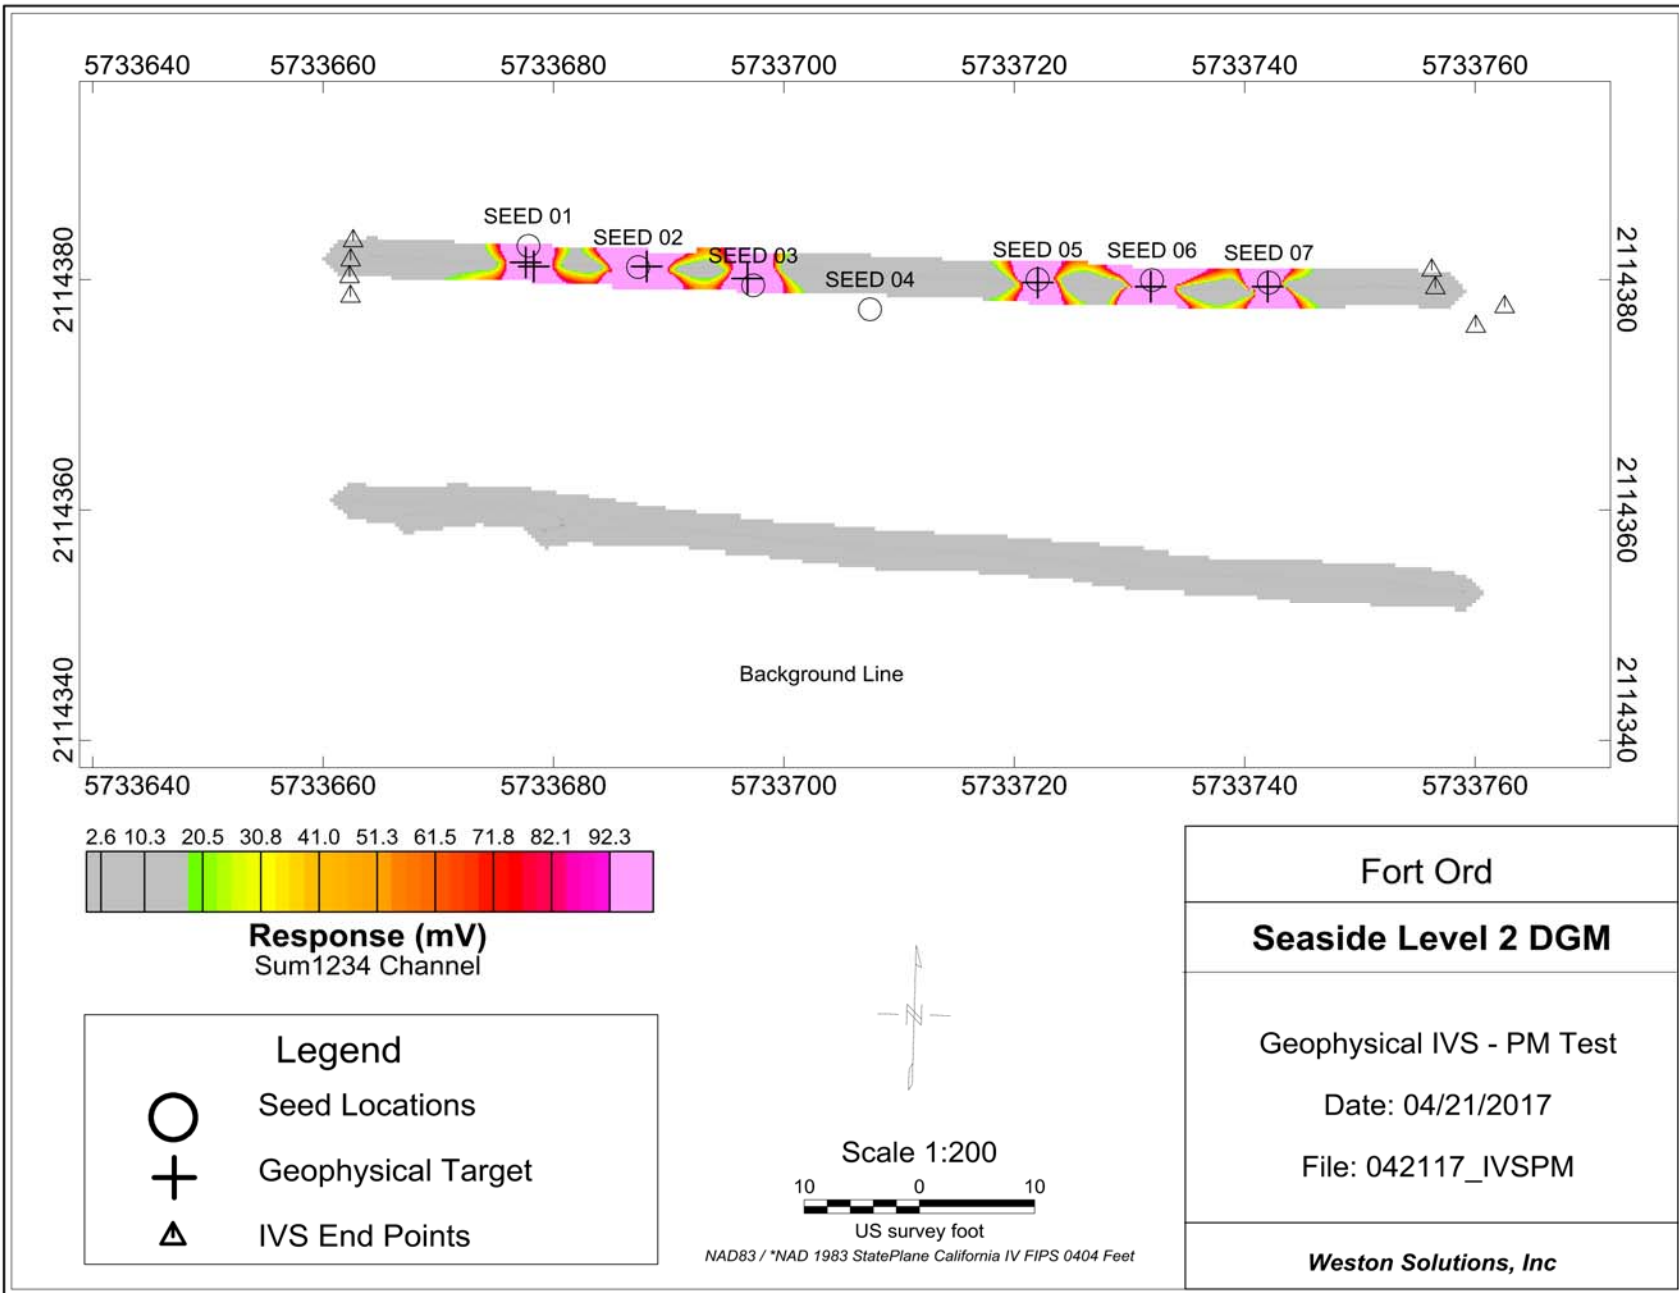 5733640 5733660 5733680 5733700 5733720 5733740 5733760
2114380
2114360
2114340
2114380
2114360
2114340
SEED 01
SEED 02
SEED 03
SEED 04
SEED 05
SEED 06
SEED 07
Background Line
5733640 5733660 5733680 5733700 5733720 5733740 5733760
2.6 10.3 20.5 30.8 41.0 51.3 61.5 71.8 82.1 92.3
Response (mV)
Sum1234 Channel
Legend
Seed Locations
Geophysical Target
IVS End Points
N
Scale 1:200
10 0 10
US survey foot
NAD83 / *NAD 1983 StatePlane California IV FIPS 0404 Feet
Fort Ord
Seaside Level 2 DGM
Geophysical IVS - PM Test
Date: 04/21/2017
File: 042117_IVSPM
Weston Solutions, Inc